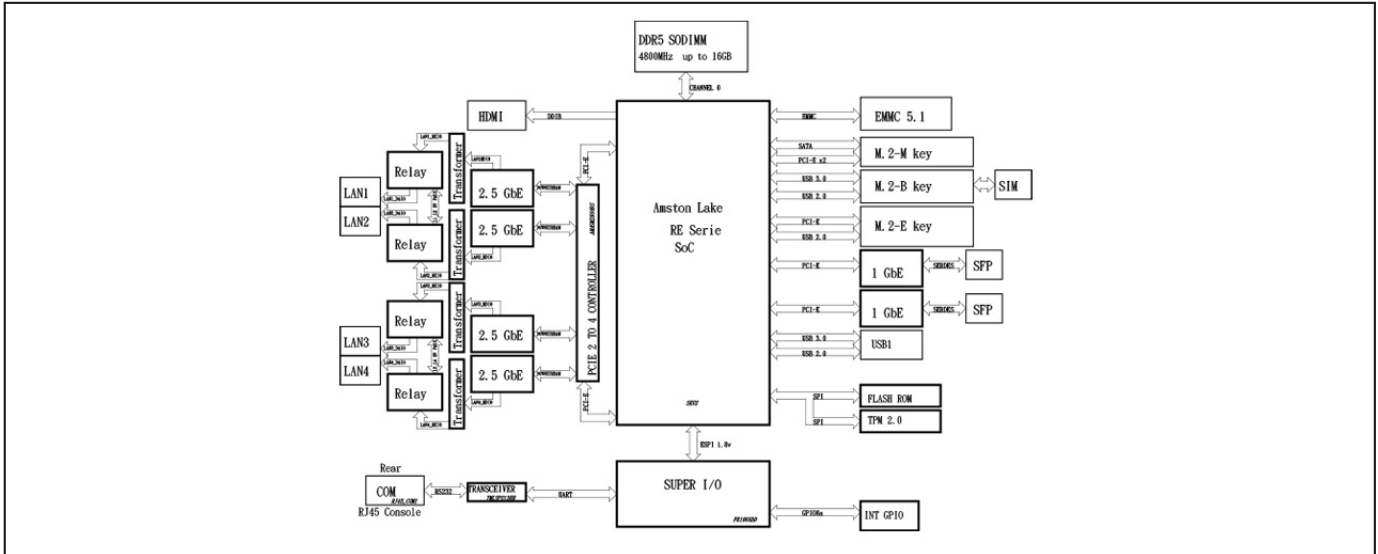 DDR5 SODIMM
4800MHz up to 16GB
CHANNEL 0
HDMI
DDIB
EMMC
EMMC 5.1
SATA
PCI-E x2
M.2-M key
USB 3.0
USB 2.0
M.2-B key
SIM
PCI-E
USB 2.0
M.2-E key
PCI-E
1 GbE
SERDES
SFP
PCI-E
1 GbE
SERDES
SFP
USB 3.0
USB 2.0
USB1
SPI
FLASH ROM
SPI
TPM 2.0
Amston Lake
RE Serie
SoC
PCI-E
PCIE 2 TO 4 CONTROLLER
PCI-E
LAN1
LAN2
Relay
Relay
Transformer
Transformer
2.5 GbE
2.5 GbE
LAN3
LAN4
Relay
Relay
Transformer
Transformer
2.5 GbE
2.5 GbE
ESPI 1.8v
SUPER I/O
Rear
COM
RJ45 Console
RS232
TRANSCEIVER
UART
INT GPIO